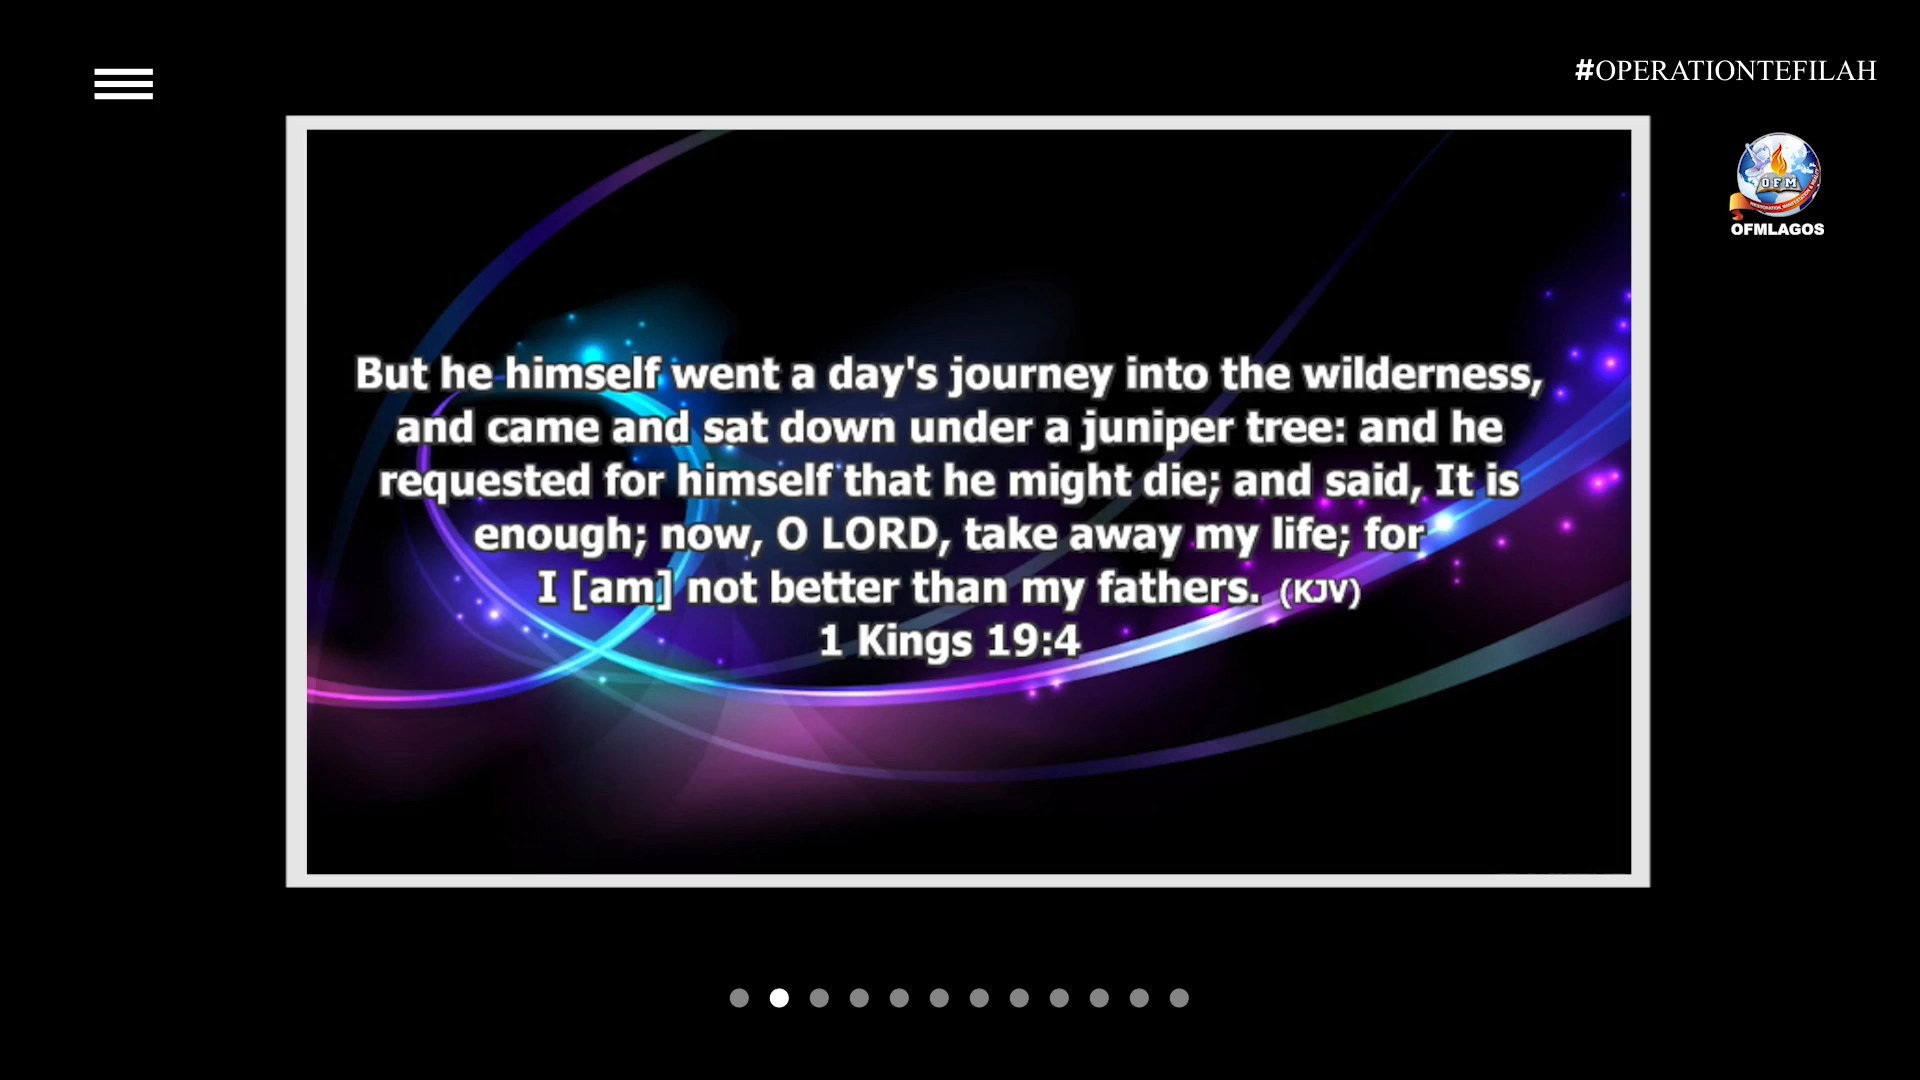 #OPERATIONTEFILAH
OFM
OFMLAGOS
But he himself went a day's journey into the wilderness,
and came and sat down under a juniper tree: and he
requested for himself that he might die; and said, It is
enough; now, O LORD, take away my life; for
I [am] not better than my fathers. (KJV)
1 Kings 19:4